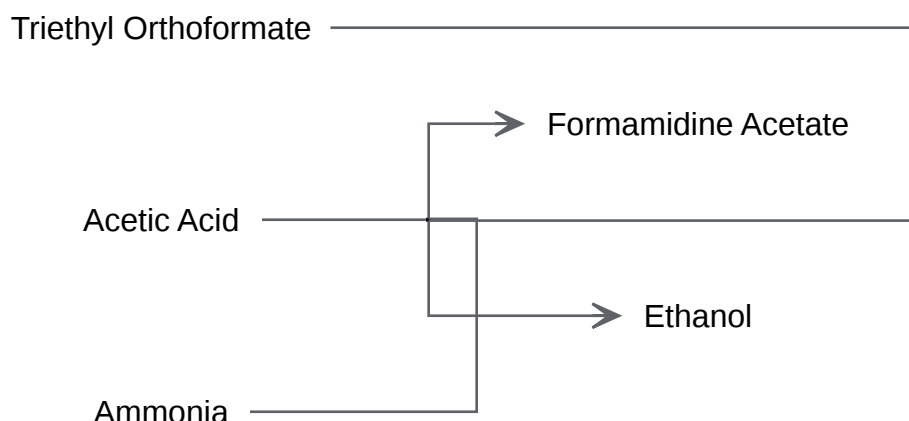 Triethyl Orthoformate
Formamidine Acetate
Acetic Acid
Ethanol
Ammonia